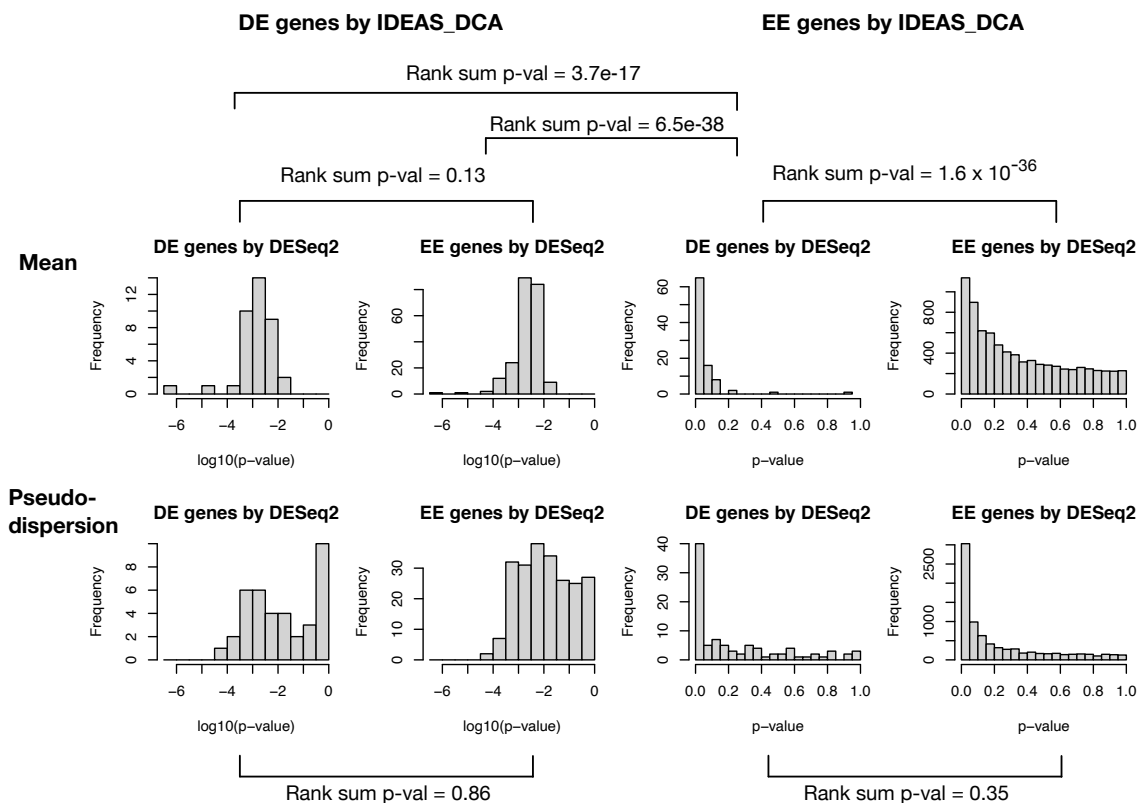 DE genes by IDEAS_DCA EE genes by IDEAS_DCA
Rank sum p-val = 3.7e-17
Rank sum p-val = 6.5e-38
Rank sum p-val = 0.13
Rank sum p-val = 1.6 x 10⁻³⁶
Mean
DE genes by DESeq2
Frequency
0 4 8 12
−6 −4 −2 0
log10(p−value)
EE genes by DESeq2
Frequency
0 20 60
−6 −4 −2 0
log10(p−value)
DE genes by DESeq2
Frequency
0 20 40 60
0.0 0.2 0.4 0.6 0.8 1.0
p−value
EE genes by DESeq2
Frequency
0 400 800
0.0 0.2 0.4 0.6 0.8 1.0
p−value
Pseudo-
dispersion
DE genes by DESeq2
Frequency
0 2 4 6 8
−6 −4 −2 0
log10(p−value)
EE genes by DESeq2
Frequency
0 10 20 30
−6 −4 −2 0
log10(p−value)
DE genes by DESeq2
Frequency
0 10 20 30 40
0.0 0.2 0.4 0.6 0.8 1.0
p−value
EE genes by DESeq2
Frequency
0 1000 2500
0.0 0.2 0.4 0.6 0.8 1.0
p−value
Rank sum p-val = 0.86
Rank sum p-val = 0.35